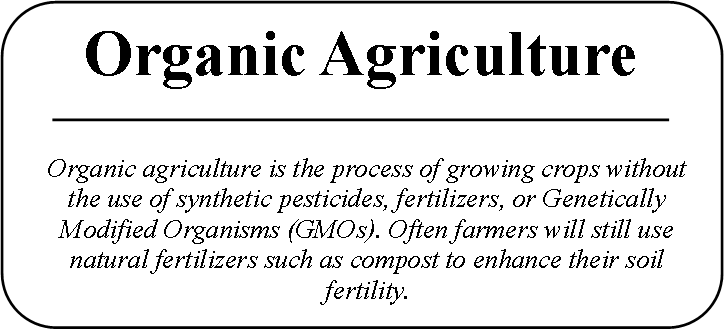 Organic Agriculture
Organic agriculture is the process of growing crops without
the use of synthetic pesticides, fertilizers, or Genetically
Modified Organisms (GMOs). Often farmers will still use
natural fertilizers such as compost to enhance their soil
fertility.